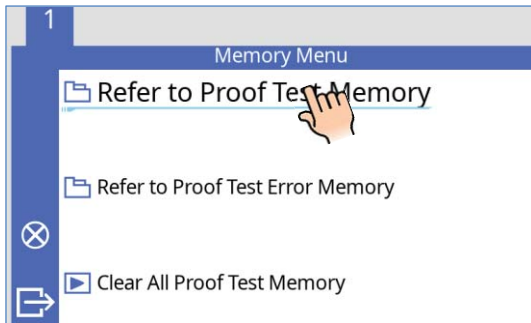 1
Memory Menu
Refer to Proof Test Memory
Refer to Proof Test Error Memory
Clear All Proof Test Memory